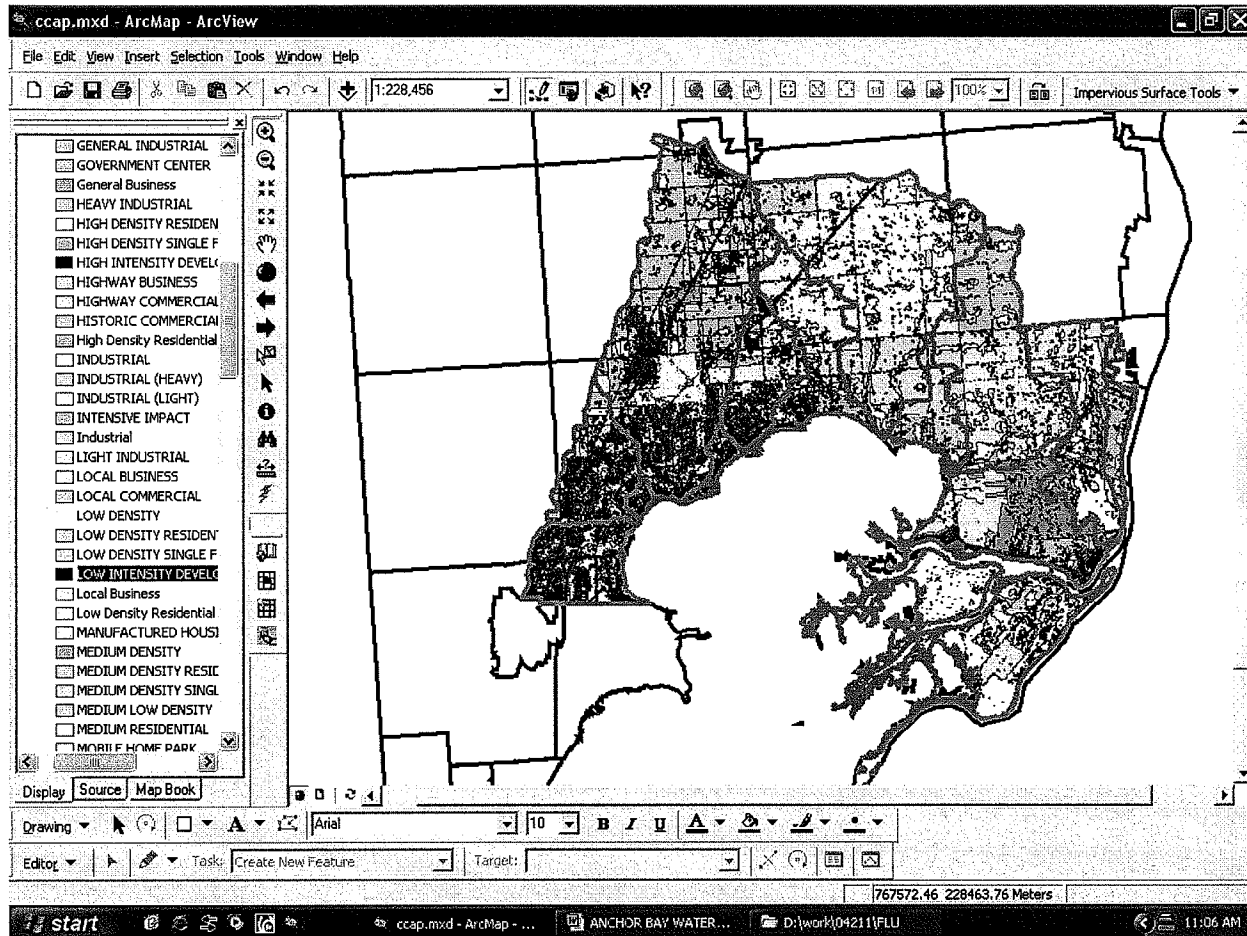 ccap.mxd - ArcMap - ArcView
File Edit View Insert Selection Tools Window Help
1:228,456
100%
Impervious Surface Tools
GENERAL INDUSTRIAL
GOVERNMENT CENTER
General Business
HEAVY INDUSTRIAL
HIGH DENSITY RESIDEN
HIGH DENSITY SINGLE F
HIGH INTENSITY DEVEL
HIGHWAY BUSINESS
HIGHWAY COMMERCIAL
HISTORIC COMMERCIAL
High Density Residential
INDUSTRIAL
INDUSTRIAL (HEAVY)
INDUSTRIAL (LIGHT)
INTENSIVE IMPACT
Industrial
LIGHT INDUSTRIAL
LOCAL BUSINESS
LOCAL COMMERCIAL
LOW DENSITY
LOW DENSITY RESIDEN
LOW DENSITY SINGLE F
LOW INTENSITY DEVEL
Local Business
Low Density Residential
MANUFACTURED HOUSI
MEDIUM DENSITY
MEDIUM DENSITY RESID
MEDIUM DENSITY SINGL
MEDIUM LOW DENSITY
MEDIUM RESIDENTIAL
MOBILE HOME PARK
Display Source Map Book
Drawing A Arial 10 B I U A
Editor Task: Create New Feature Target:
767572.46 228463.76 Meters
start ccap.mxd - ArcMap - ... ANCHOR BAY WATER... D:\work\04211\FLU 11:06 AM